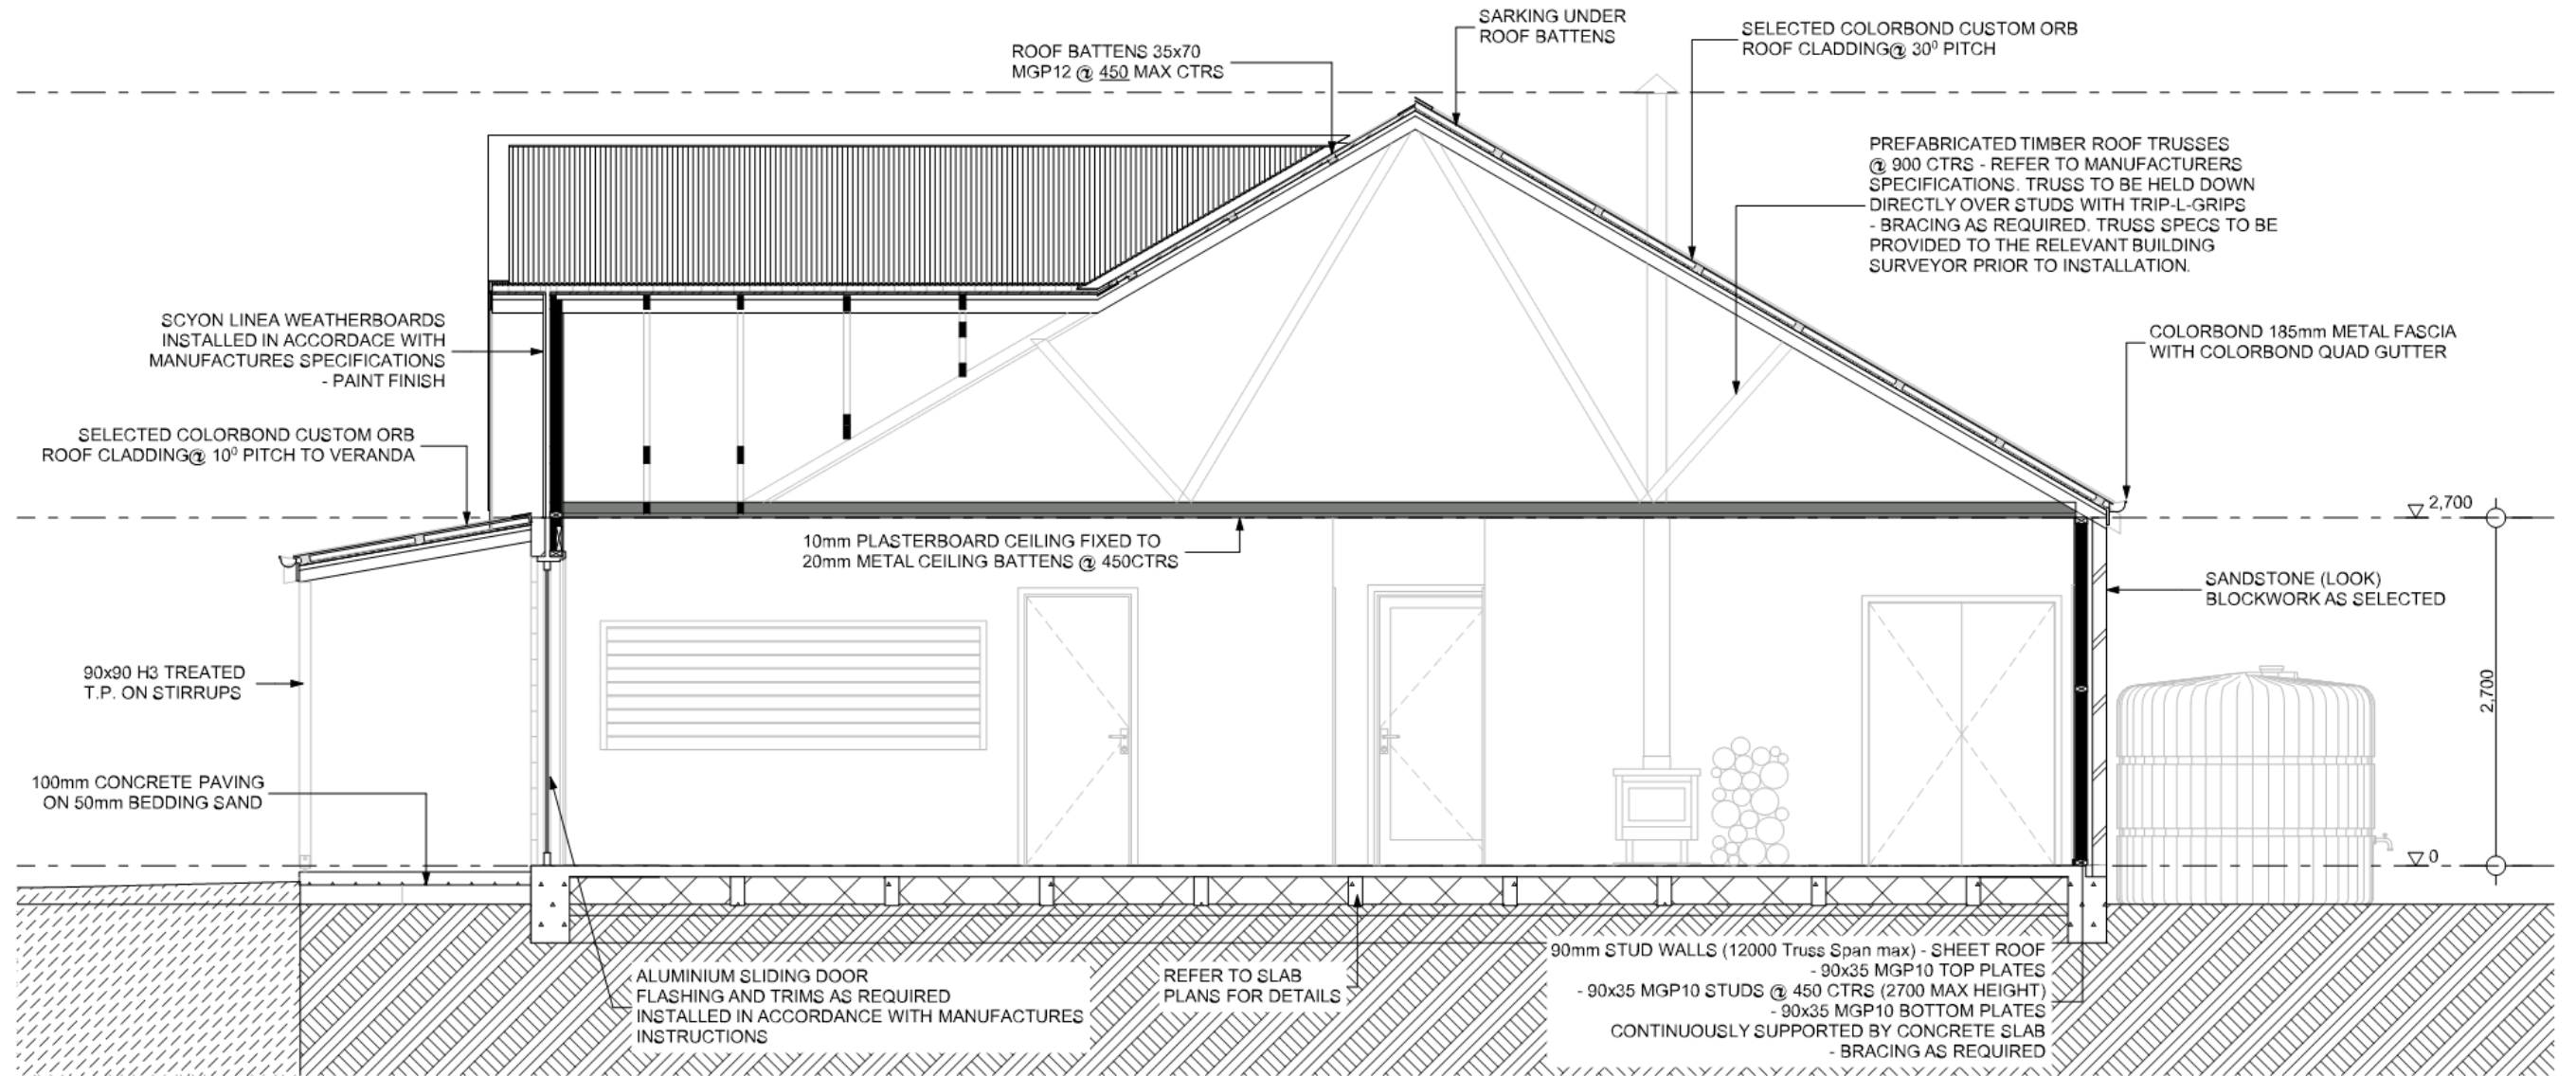 SARKING UNDER
ROOF BATTENS
SELECTED COLORBOND CUSTOM ORB
ROOF CLADDING@ 30⁰ PITCH
ROOF BATTENS 35x70
MGP12 @ 450 MAX CTRS
PREFABRICATED TIMBER ROOF TRUSSES
@ 900 CTRS - REFER TO MANUFACTURERS
SPECIFICATIONS. TRUSS TO BE HELD DOWN
DIRECTLY OVER STUDS WITH TRIP-L-GRIPS
- BRACING AS REQUIRED. TRUSS SPECS TO BE
PROVIDED TO THE RELEVANT BUILDING
SURVEYOR PRIOR TO INSTALLATION.
SCYON LINEA WEATHERBOARDS
INSTALLED IN ACCORDACE WITH
MANUFACTURES SPECIFICATIONS
- PAINT FINISH
COLORBOND 185mm METAL FASCIA
WITH COLORBOND QUAD GUTTER
SELECTED COLORBOND CUSTOM ORB
ROOF CLADDING@ 10⁰ PITCH TO VERANDA
2,700
10mm PLASTERBOARD CEILING FIXED TO
20mm METAL CEILING BATTENS @ 450CTRS
SANDSTONE (LOOK)
BLOCKWORK AS SELECTED
90x90 H3 TREATED
T.P. ON STIRRUPS
2,700
100mm CONCRETE PAVING
ON 50mm BEDDING SAND
0
ALUMINIUM SLIDING DOOR
FLASHING AND TRIMS AS REQUIRED
INSTALLED IN ACCORDANCE WITH MANUFACTURES
INSTRUCTIONS
REFER TO SLAB
PLANS FOR DETAILS
90mm STUD WALLS (12000 Truss Span max) - SHEET ROOF
- 90x35 MGP10 TOP PLATES
- 90x35 MGP10 STUDS @ 450 CTRS (2700 MAX HEIGHT)
- 90x35 MGP10 BOTTOM PLATES
CONTINUOUSLY SUPPORTED BY CONCRETE SLAB
- BRACING AS REQUIRED